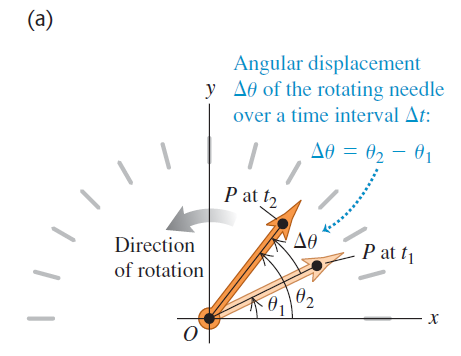 (a)
Angular displacement
Δθ of the rotating needle
over a time interval Δt:
Δθ = θ₂ − θ₁
y
P at t₂
Direction
of rotation
Δθ
P at t₁
θ₁
θ₂
x
O